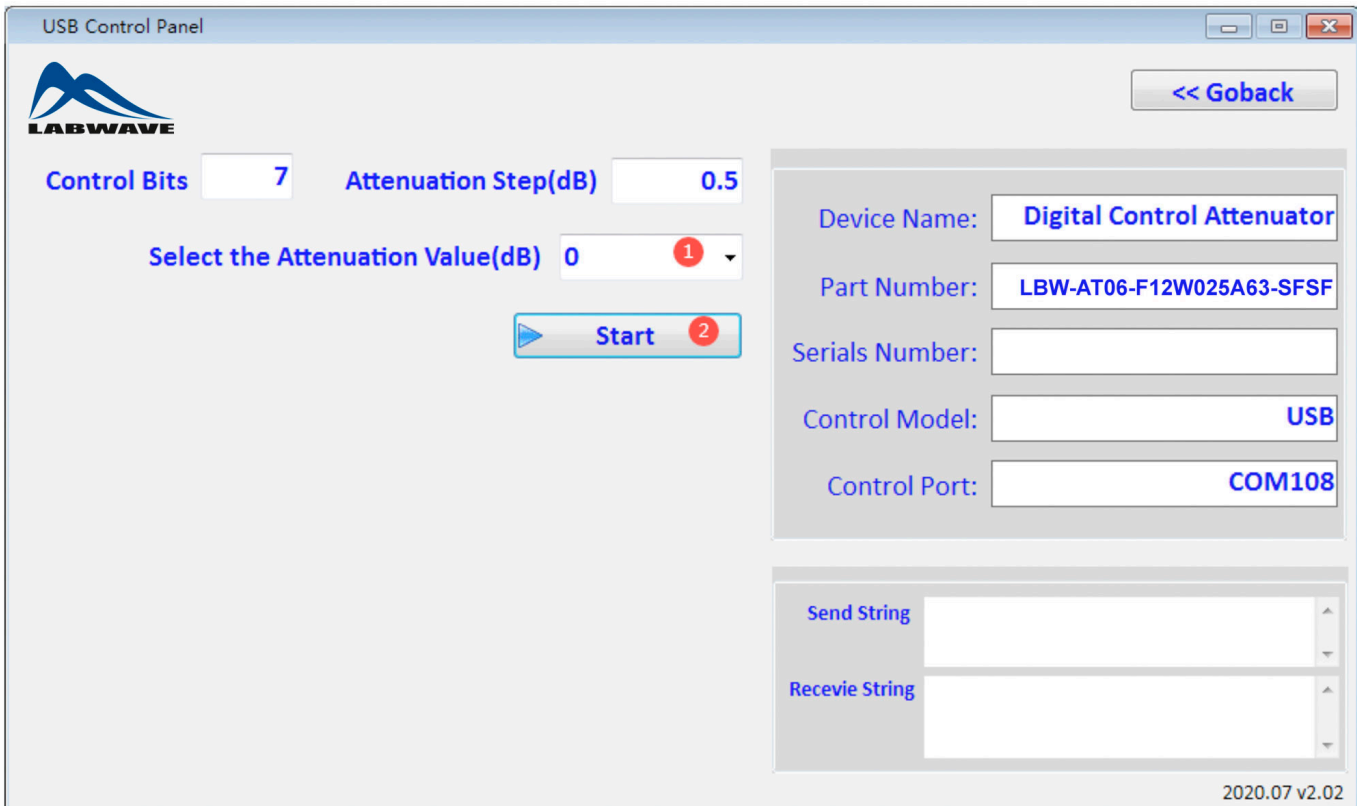 USB Control Panel
LABWAVE
<< Goback
Control Bits 7 Attenuation Step(dB) 0.5
Select the Attenuation Value(dB) 0 1
Start 2
Device Name: Digital Control Attenuator
Part Number: LBW-AT06-F12W025A63-SFSF
Serials Number:
Control Model: USB
Control Port: COM108
Send String
Recevie String
2020.07 v2.02